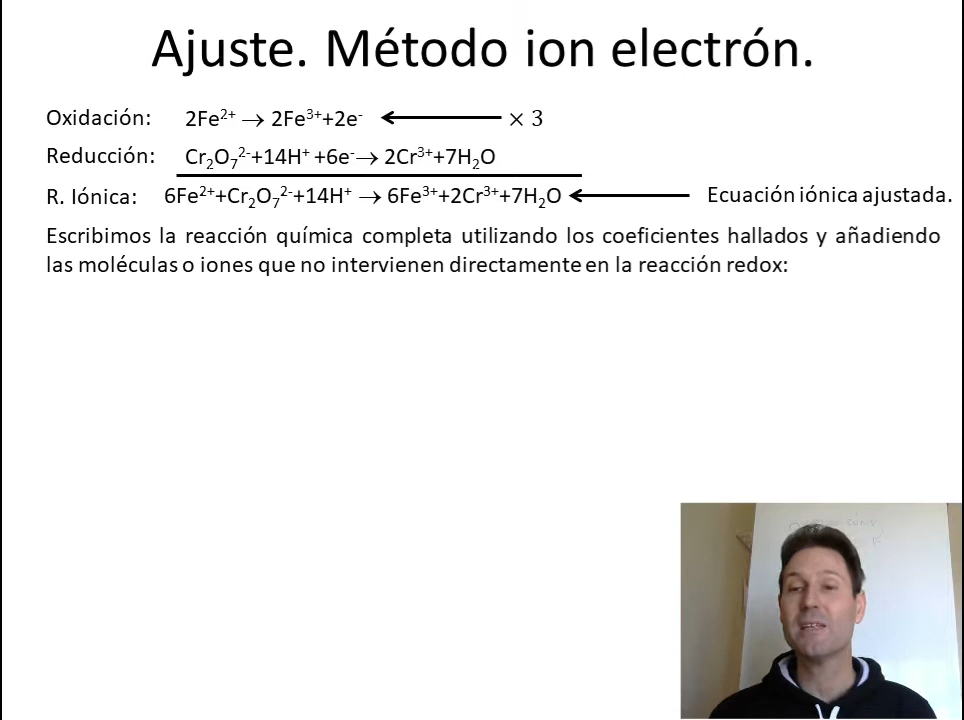 Ajuste. Método ion electrón.
Oxidación: 2Fe²⁺ → 2Fe³⁺+2e⁻ ← × 3
Reducción: Cr₂O₇²⁻+14H⁺ +6e⁻→ 2Cr³⁺+7H₂O
R. Iónica: 6Fe²⁺+Cr₂O₇²⁻+14H⁺ → 6Fe³⁺+2Cr³⁺+7H₂O ← Ecuación iónica ajustada.
Escribimos la reacción química completa utilizando los coeficientes hallados y añadiendo
las moléculas o iones que no intervienen directamente en la reacción redox: